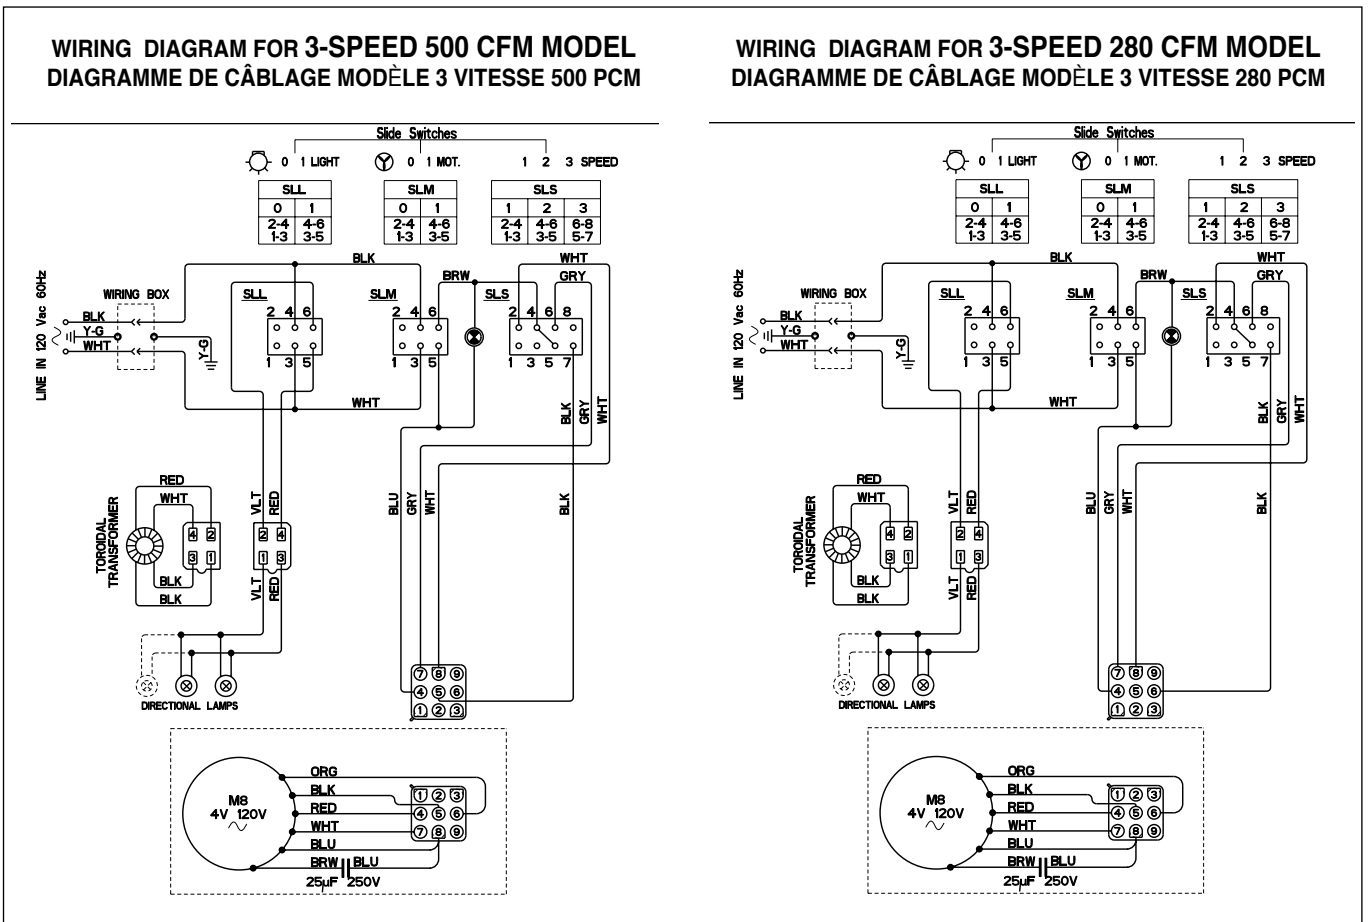 WIRING DIAGRAM FOR 3-SPEED 500 CFM MODEL
DIAGRAMME DE CÂBLAGE MODÈLE 3 VITESSE 500 PCM
Slide Switches
0 1 LIGHT
0 1 MOT.
1 2 3 SPEED
SLL
0 1
2-4 4-6
1-3 3-5
SLM
0 1
2-4 4-6
1-3 3-5
SLS
1 2 3
2-4 4-6 6-8
1-3 3-5 5-7
BLK
WHT
BRW
GRY
LINE IN 120 Vac 60Hz
WIRING BOX
BLK
Y-G
WHT
Y-G
SLL
2 4 6
1 3 5
SLM
2 4 6
1 3 5
SLS
2 4 6 8
1 3 5 7
WHT
BLK
GRY
WHT
TOROIDAL TRANSFORMER
RED
WHT
4 2
3 1
BLK
BLK
VLT
RED
2 4
1 3
VLT
RED
BLU
GRY
WHT
BLK
DIRECTIONAL LAMPS
7 8 9
4 5 6
1 2 3
M8
4V 120V
ORG
BLK
RED
WHT
BLU
BRW
BLU
25µF 250V
1 2 3
4 5 6
7 8 9
WIRING DIAGRAM FOR 3-SPEED 280 CFM MODEL
DIAGRAMME DE CÂBLAGE MODÈLE 3 VITESSE 280 PCM
Slide Switches
0 1 LIGHT
0 1 MOT.
1 2 3 SPEED
SLL
0 1
2-4 4-6
1-3 3-5
SLM
0 1
2-4 4-6
1-3 3-5
SLS
1 2 3
2-4 4-6 6-8
1-3 3-5 5-7
BLK
WHT
BRW
GRY
LINE IN 120 Vac 60Hz
WIRING BOX
BLK
Y-G
WHT
Y-G
SLL
2 4 6
1 3 5
SLM
2 4 6
1 3 5
SLS
2 4 6 8
1 3 5 7
WHT
BLK
GRY
WHT
TOROIDAL TRANSFORMER
RED
WHT
4 2
3 1
BLK
BLK
VLT
RED
2 4
1 3
VLT
RED
BLU
GRY
WHT
BLK
DIRECTIONAL LAMPS
7 8 9
4 5 6
1 2 3
M8
4V 120V
ORG
BLK
RED
WHT
BLU
BRW
BLU
25µF 250V
1 2 3
4 5 6
7 8 9